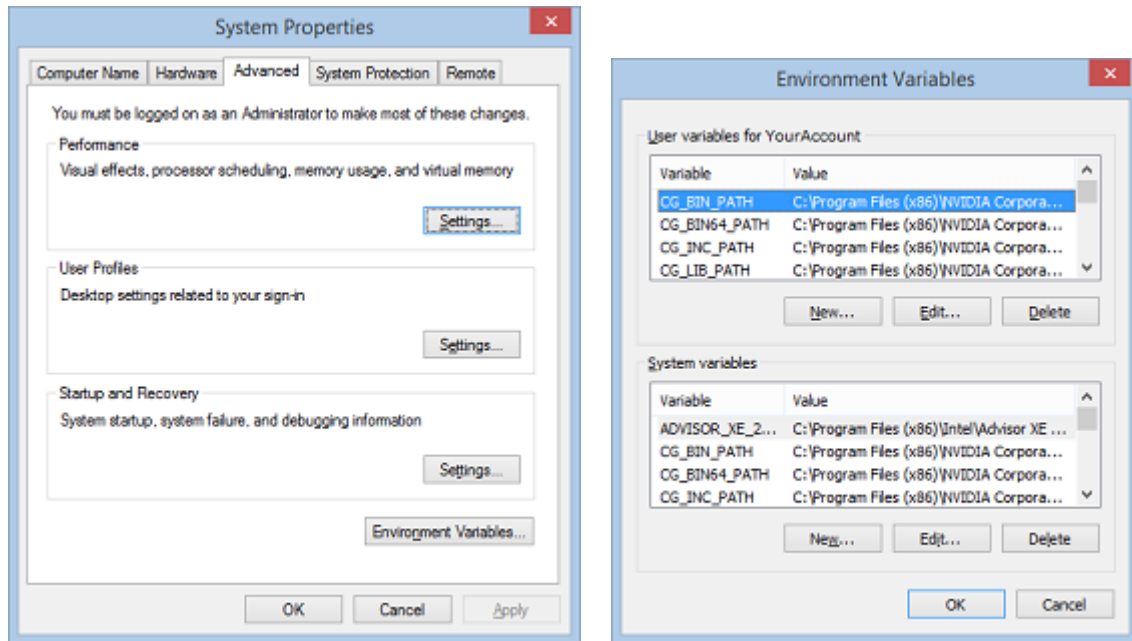 System Properties
Computer Name Hardware Advanced System Protection Remote
You must be logged on as an Administrator to make most of these changes.
Performance
Visual effects, processor scheduling, memory usage, and virtual memory
Settings...
User Profiles
Desktop settings related to your sign-in
Settings...
Startup and Recovery
System startup, system failure, and debugging information
Settings...
Environment Variables...
OK Cancel Apply
Environment Variables
User variables for YourAccount
Variable Value
CG_BIN_PATH C:\Program Files (x86)\NVIDIA Corpora...
CG_BIN64_PATH C:\Program Files (x86)\NVIDIA Corpora...
CG_INC_PATH C:\Program Files (x86)\NVIDIA Corpora...
CG_LIB_PATH C:\Program Files (x86)\NVIDIA Corpora...
New... Edit... Delete
System variables
Variable Value
ADVISOR_XE_2... C:\Program Files (x86)\Intel\Advisor XE ...
CG_BIN_PATH C:\Program Files (x86)\NVIDIA Corpora...
CG_BIN64_PATH C:\Program Files (x86)\NVIDIA Corpora...
CG_INC_PATH C:\Program Files (x86)\NVIDIA Corpora...
New... Edit... Delete
OK Cancel